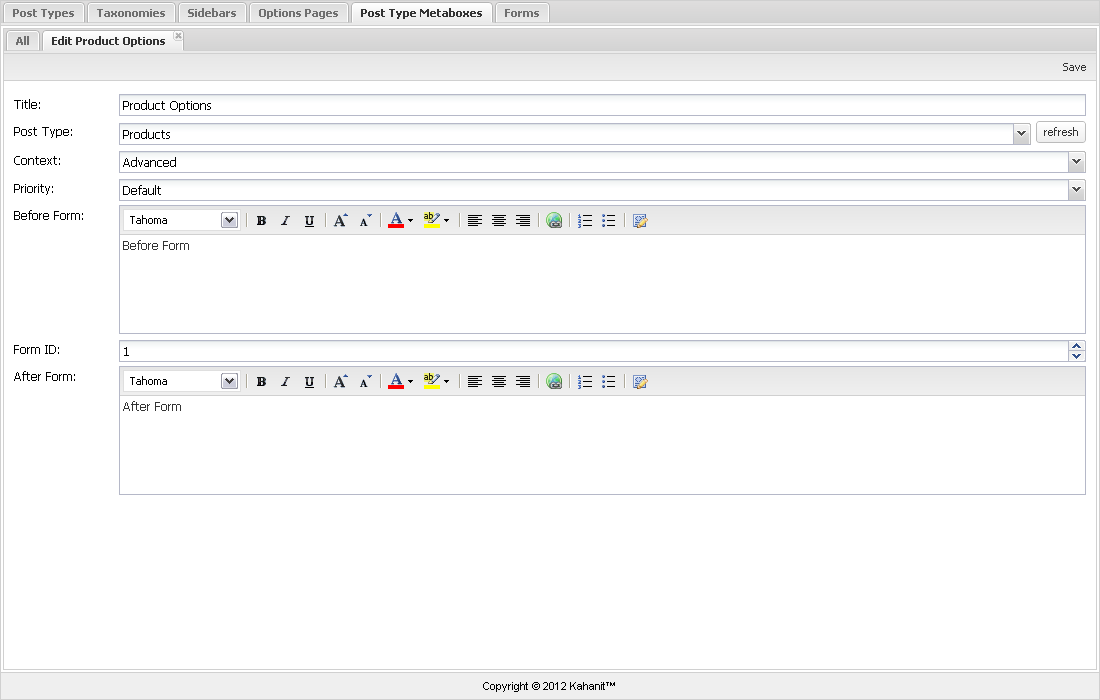 Post Types Taxonomies Sidebars Options Pages Post Type Metaboxes Forms
All Edit Product Options
Save
Title: Product Options
Post Type: Products refresh
Context: Advanced
Priority: Default
Before Form: Tahoma B I U A A A ab
Before Form
Form ID: 1
After Form: Tahoma B I U A A A ab
After Form
Copyright © 2012 Kahanit™